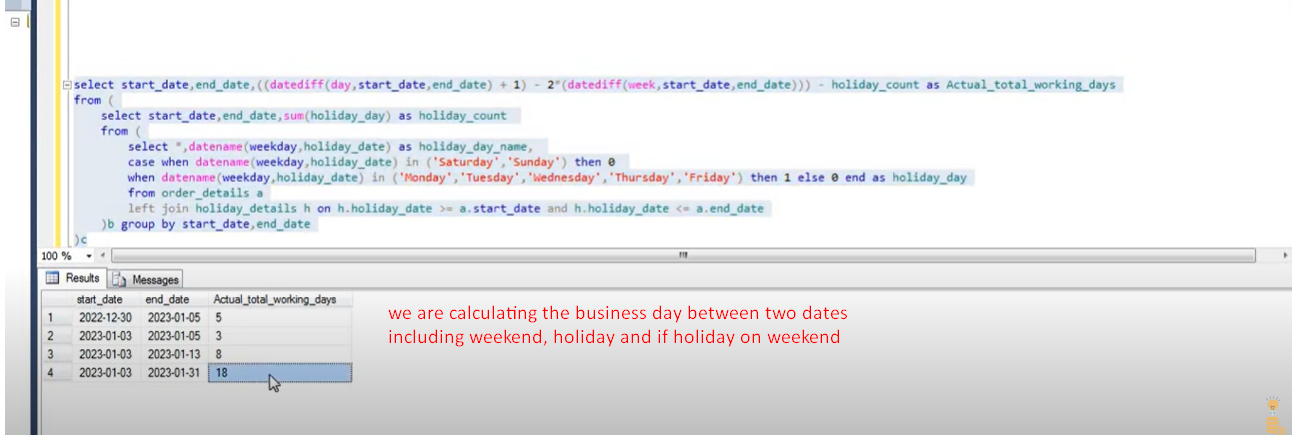 select start_date,end_date,((datediff(day,start_date,end_date) + 1) - 2*(datediff(week,start_date,end_date))) - holiday_count as Actual_total_working_days
from (
select start_date,end_date,sum(holiday_day) as holiday_count
from (
select *,datename(weekday,holiday_date) as holiday_day_name,
case when datename(weekday,holiday_date) in ('Saturday','Sunday') then 0
when datename(weekday,holiday_date) in ('Monday','Tuesday','Wednesday','Thursday','Friday') then 1 else 0 end as holiday_day
from order_details a
left join holiday_details h on h.holiday_date >= a.start_date and h.holiday_date <= a.end_date
)b group by start_date,end_date
)c
100 %
Results Messages
start_date end_date Actual_total_working_days
1 2022-12-30 2023-01-05 5
2 2023-01-03 2023-01-05 3
3 2023-01-03 2023-01-13 8
4 2023-01-03 2023-01-31 18
we are calculating the business day between two dates
including weekend, holiday and if holiday on weekend